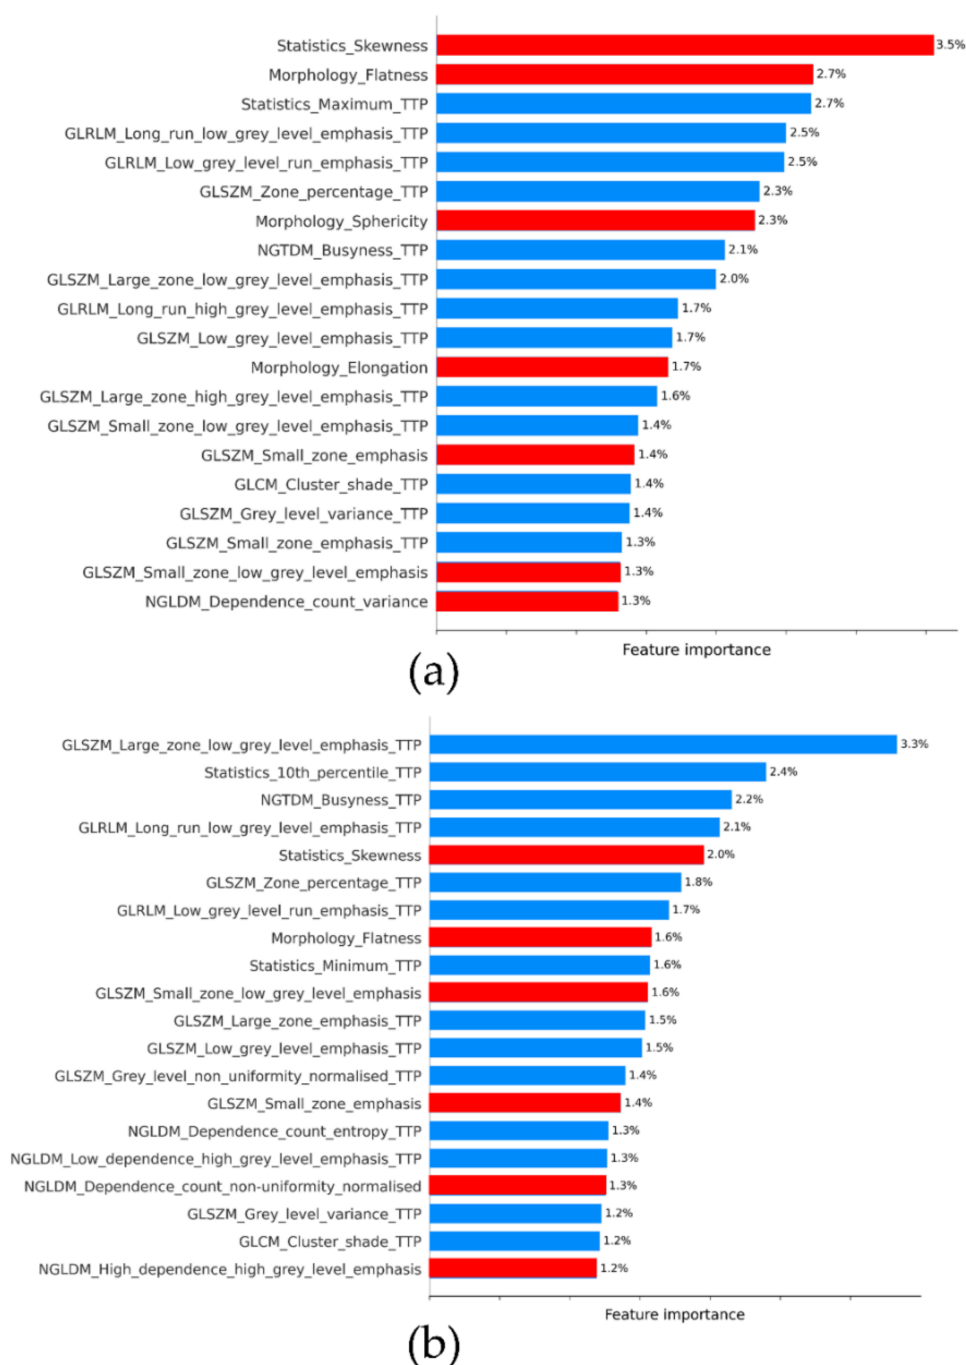 Statistics_Skewness 3.5%
Morphology_Flatness 2.7%
Statistics_Maximum_TTP 2.7%
GLRLM_Long_run_low_grey_level_emphasis_TTP 2.5%
GLRLM_Low_grey_level_run_emphasis_TTP 2.5%
GLSZM_Zone_percentage_TTP 2.3%
Morphology_Sphericity 2.3%
NGTDM_Busyness_TTP 2.1%
GLSZM_Large_zone_low_grey_level_emphasis_TTP 2.0%
GLRLM_Long_run_high_grey_level_emphasis_TTP 1.7%
GLSZM_Low_grey_level_emphasis_TTP 1.7%
Morphology_Elongation 1.7%
GLSZM_Large_zone_high_grey_level_emphasis_TTP 1.6%
GLSZM_Small_zone_low_grey_level_emphasis_TTP 1.4%
GLSZM_Small_zone_emphasis 1.4%
GLCM_Cluster_shade_TTP 1.4%
GLSZM_Grey_level_variance_TTP 1.4%
GLSZM_Small_zone_emphasis_TTP 1.3%
GLSZM_Small_zone_low_grey_level_emphasis 1.3%
NGLDM_Dependence_count_variance 1.3%
Feature importance
(a)
GLSZM_Large_zone_low_grey_level_emphasis_TTP 3.3%
Statistics_10th_percentile_TTP 2.4%
NGTDM_Busyness_TTP 2.2%
GLRLM_Long_run_low_grey_level_emphasis_TTP 2.1%
Statistics_Skewness 2.0%
GLSZM_Zone_percentage_TTP 1.8%
GLRLM_Low_grey_level_run_emphasis_TTP 1.7%
Morphology_Flatness 1.6%
Statistics_Minimum_TTP 1.6%
GLSZM_Small_zone_low_grey_level_emphasis 1.6%
GLSZM_Large_zone_emphasis_TTP 1.5%
GLSZM_Low_grey_level_emphasis_TTP 1.5%
GLSZM_Grey_level_non_uniformity_normalised_TTP 1.4%
GLSZM_Small_zone_emphasis 1.4%
NGLDM_Dependence_count_entropy_TTP 1.3%
NGLDM_Low_dependence_high_grey_level_emphasis_TTP 1.3%
NGLDM_Dependence_count_non-uniformity_normalised 1.3%
GLSZM_Grey_level_variance_TTP 1.2%
GLCM_Cluster_shade_TTP 1.2%
NGLDM_High_dependence_high_grey_level_emphasis 1.2%
Feature importance
(b)